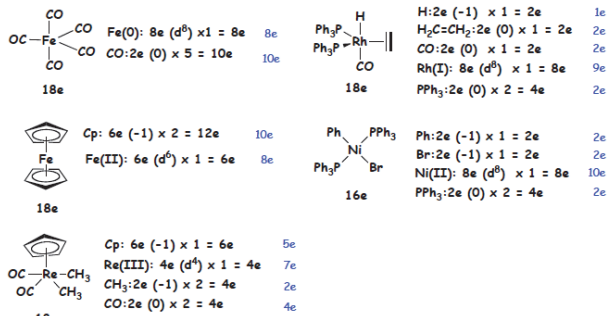 CO
OC Fe CO
CO
CO
18e
Fe(0): 8e (d⁸) x1 = 8e 8e
CO:2e (0) x 5 = 10e 10e
H
Ph₃P Rh
Ph₃P
CO
18e
H:2e (-1) x 1 = 2e 1e
H₂C=CH₂:2e (0) x 1 = 2e 2e
CO:2e (0) x 1 = 2e 2e
Rh(I): 8e (d⁸) x 1 = 8e 9e
PPh₃:2e (0) x 2 = 4e 2e
Fe
18e
Cp: 6e (-1) x 2 = 12e 10e
Fe(II): 6e (d⁶) x 1 = 6e 8e
Ph PPh₃
Ni
Ph₃P Br
16e
Ph:2e (-1) x 1 = 2e 2e
Br:2e (-1) x 1 = 2e 2e
Ni(II): 8e (d⁸) x 1 = 8e 10e
PPh₃:2e (0) x 2 = 4e 2e
OC Re CH₃
OC CH₃
Cp: 6e (-1) x 1 = 6e 5e
Re(III): 4e (d⁴) x 1 = 4e 7e
CH₃:2e (-1) x 2 = 4e 2e
CO:2e (0) x 2 = 4e 4e